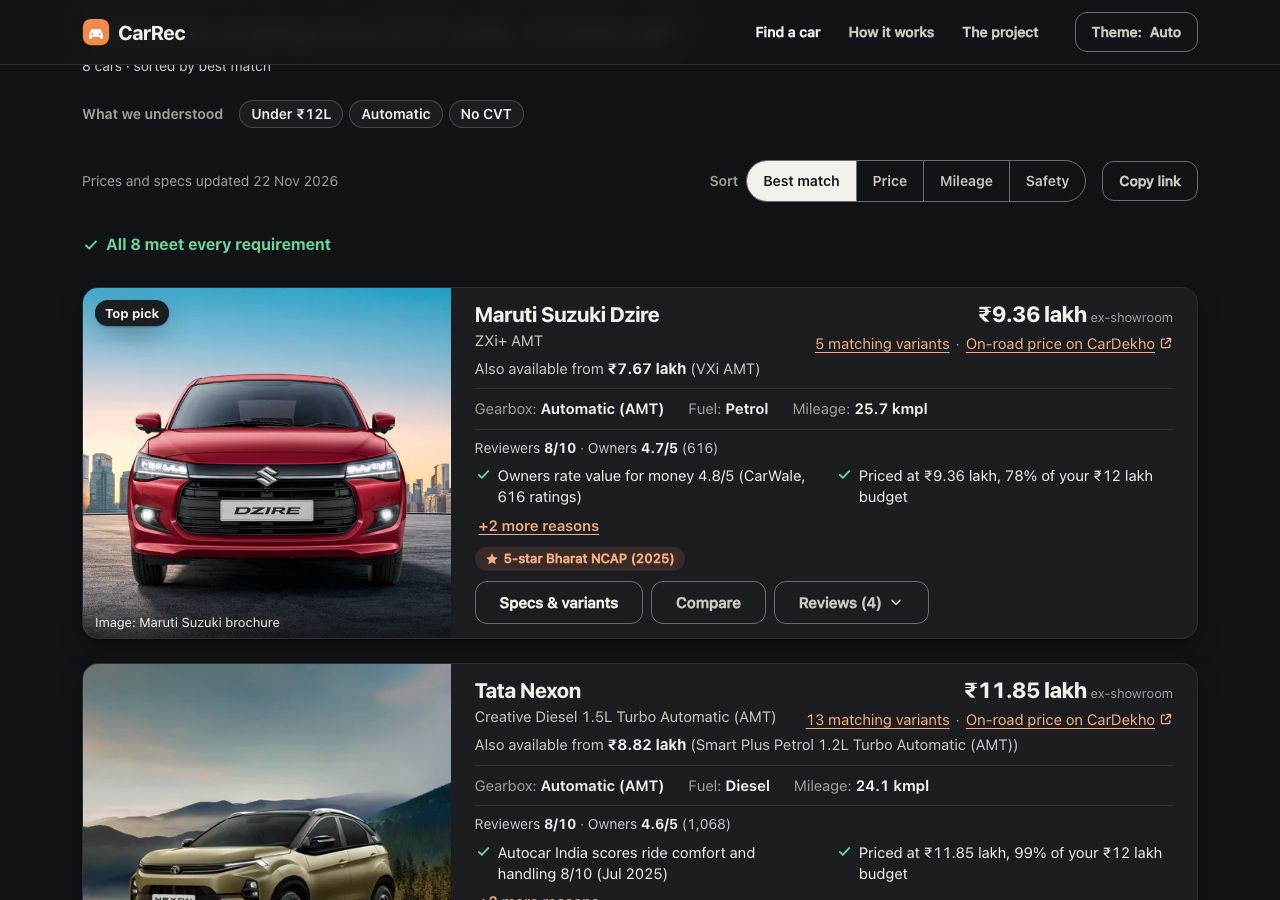 CarRec
Find a car
How it works
The project
Theme: Auto
8 cars · sorted by best match
What we understood
Under ₹12L
Automatic
No CVT
Prices and specs updated 22 Nov 2026
Sort
Best match
Price
Mileage
Safety
Copy link
All 8 meet every requirement
Top pick
DZIRE
Image: Maruti Suzuki brochure
Maruti Suzuki Dzire
₹9.36 lakh ex-showroom
ZXi+ AMT
5 matching variants · On-road price on CarDekho
Also available from ₹7.67 lakh (VXi AMT)
Gearbox: Automatic (AMT) Fuel: Petrol Mileage: 25.7 kmpl
Reviewers 8/10 · Owners 4.7/5 (616)
Owners rate value for money 4.8/5 (CarWale,
616 ratings)
Priced at ₹9.36 lakh, 78% of your ₹12 lakh
budget
+2 more reasons
5-star Bharat NCAP (2025)
Specs & variants
Compare
Reviews (4)
Tata Nexon
₹11.85 lakh ex-showroom
Creative Diesel 1.5L Turbo Automatic (AMT)
13 matching variants · On-road price on CarDekho
Also available from ₹8.82 lakh (Smart Plus Petrol 1.2L Turbo Automatic (AMT))
Gearbox: Automatic (AMT) Fuel: Diesel Mileage: 24.1 kmpl
Reviewers 8/10 · Owners 4.6/5 (1,068)
Autocar India scores ride comfort and
handling 8/10 (Jul 2025)
Priced at ₹11.85 lakh, 99% of your ₹12 lakh
budget